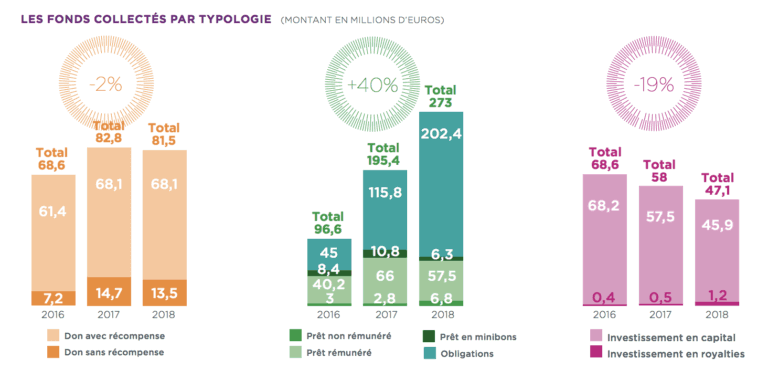 LES FONDS COLLECTÉS PAR TYPOLOGIE (MONTANT EN MILLIONS D'EUROS)
-2%
Total
68,6
61,4
7,2
2016
Total
82,8
68,1
14,7
2017
Total
81,5
68,1
13,5
2018
Don avec récompense
Don sans récompense
+40%
Total
96,6
45
8,4
40,2
3
2016
Total
195,4
115,8
10,8
66
2,8
2017
Total
273
202,4
6,3
57,5
6,8
2018
Prêt non rémunéré
Prêt en minibons
Prêt rémunéré
Obligations
-19%
Total
68,6
68,2
0,4
2016
Total
58
57,5
0,5
2017
Total
47,1
45,9
1,2
2018
Investissement en capital
Investissement en royalties